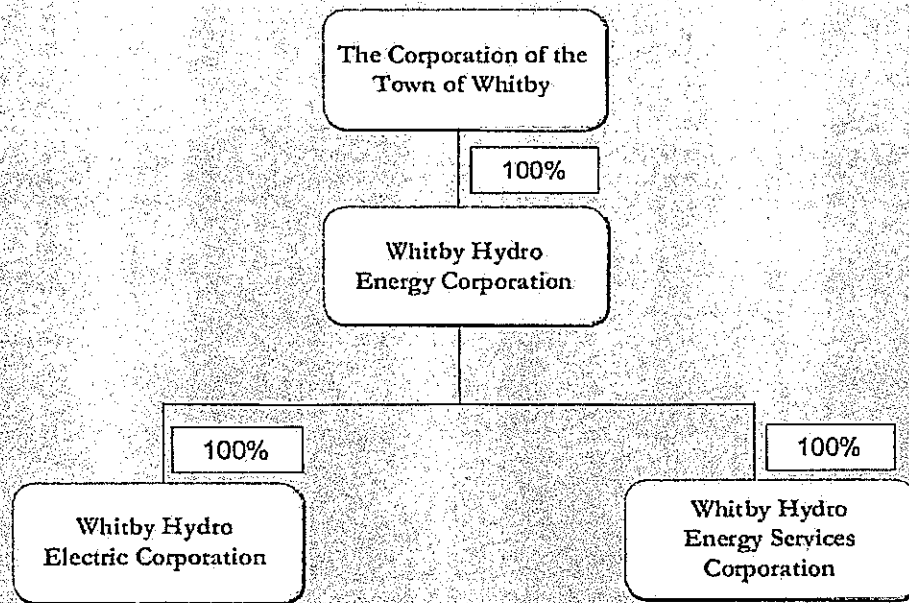 The Corporation of the
Town of Whitby
100%
Whitby Hydro
Energy Corporation
100%
100%
Whitby Hydro
Electric Corporation
Whitby Hydro
Energy Services
Corporation